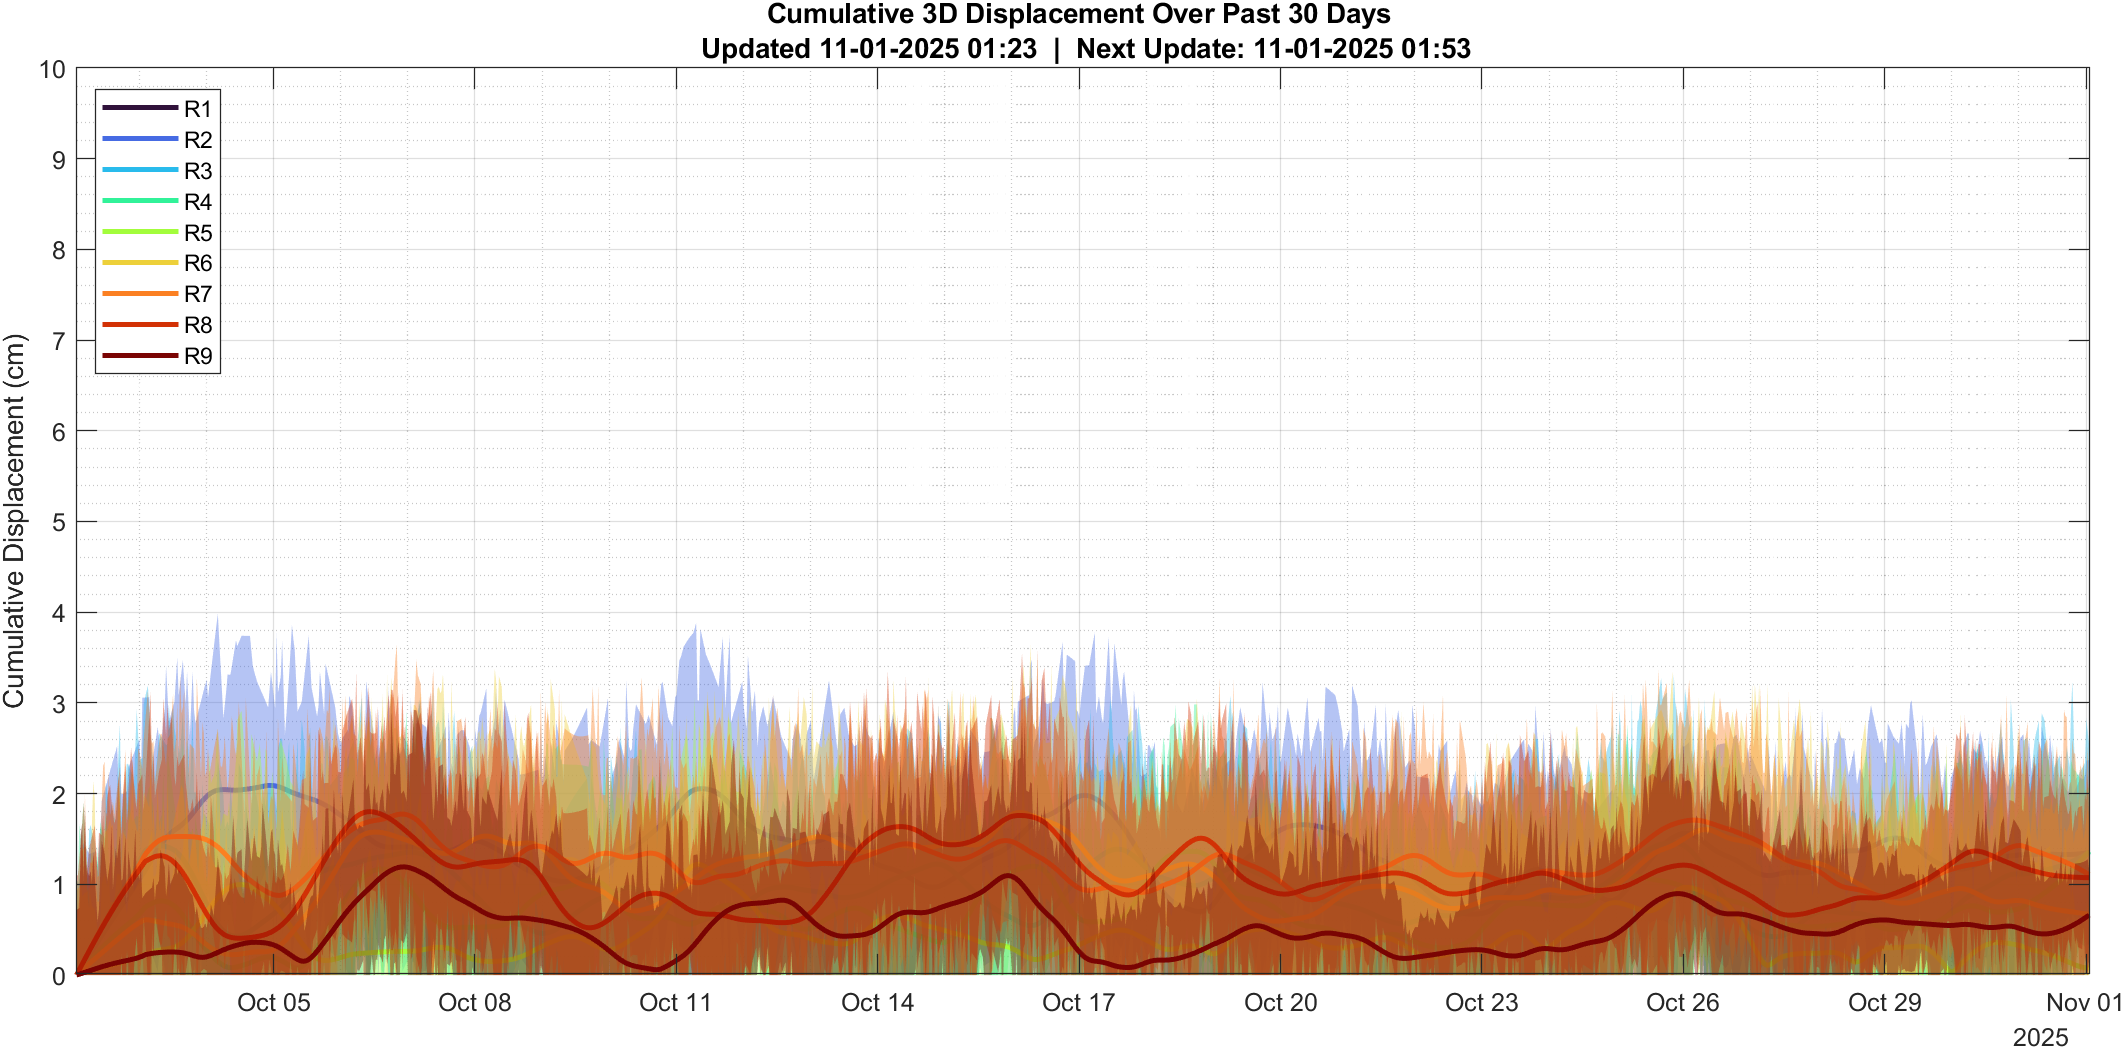 Cumulative 3D Displacement Over Past 30 Days
Updated 11-01-2025 01:23 | Next Update: 11-01-2025 01:53
Cumulative Displacement (cm)
10
9
8
7
6
5
4
3
2
1
0
R1
R2
R3
R4
R5
R6
R7
R8
R9
Oct 05 Oct 08 Oct 11 Oct 14 Oct 17 Oct 20 Oct 23 Oct 26 Oct 29 Nov 01
2025